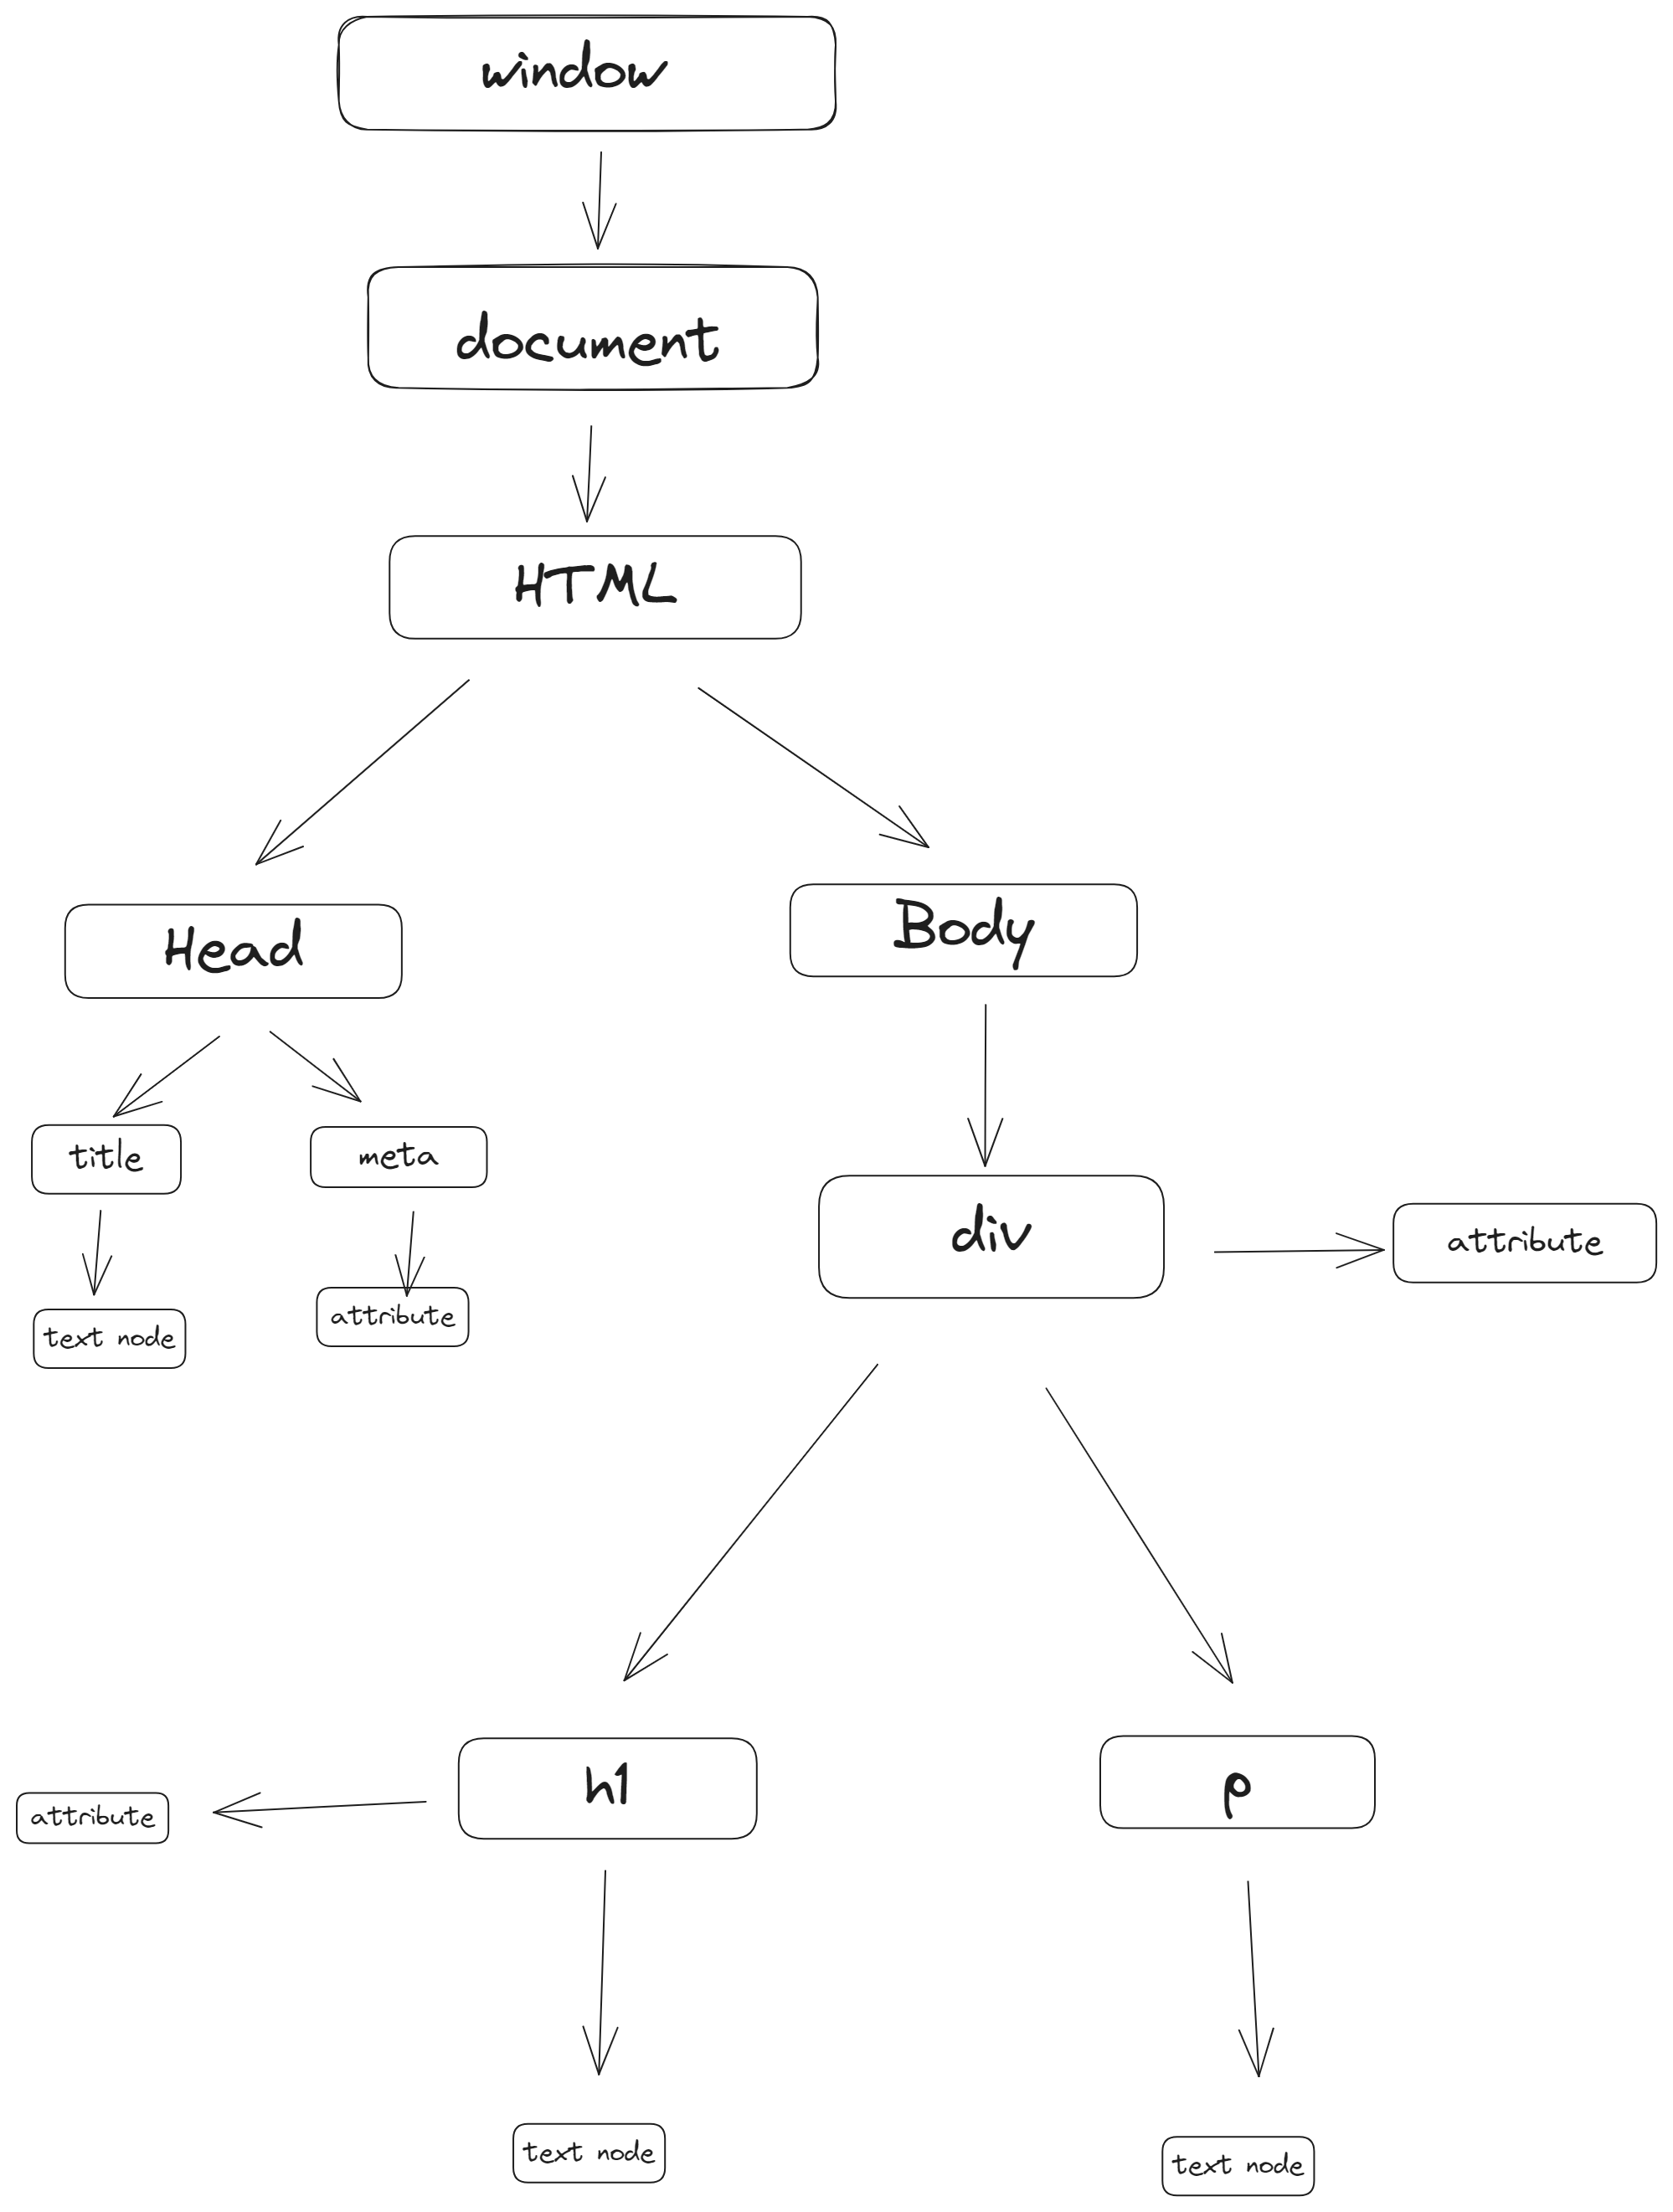 window
document
HTML
Head
Body
title
meta
div
attribute
text node
attribute
h1
p
attribute
text node
text node